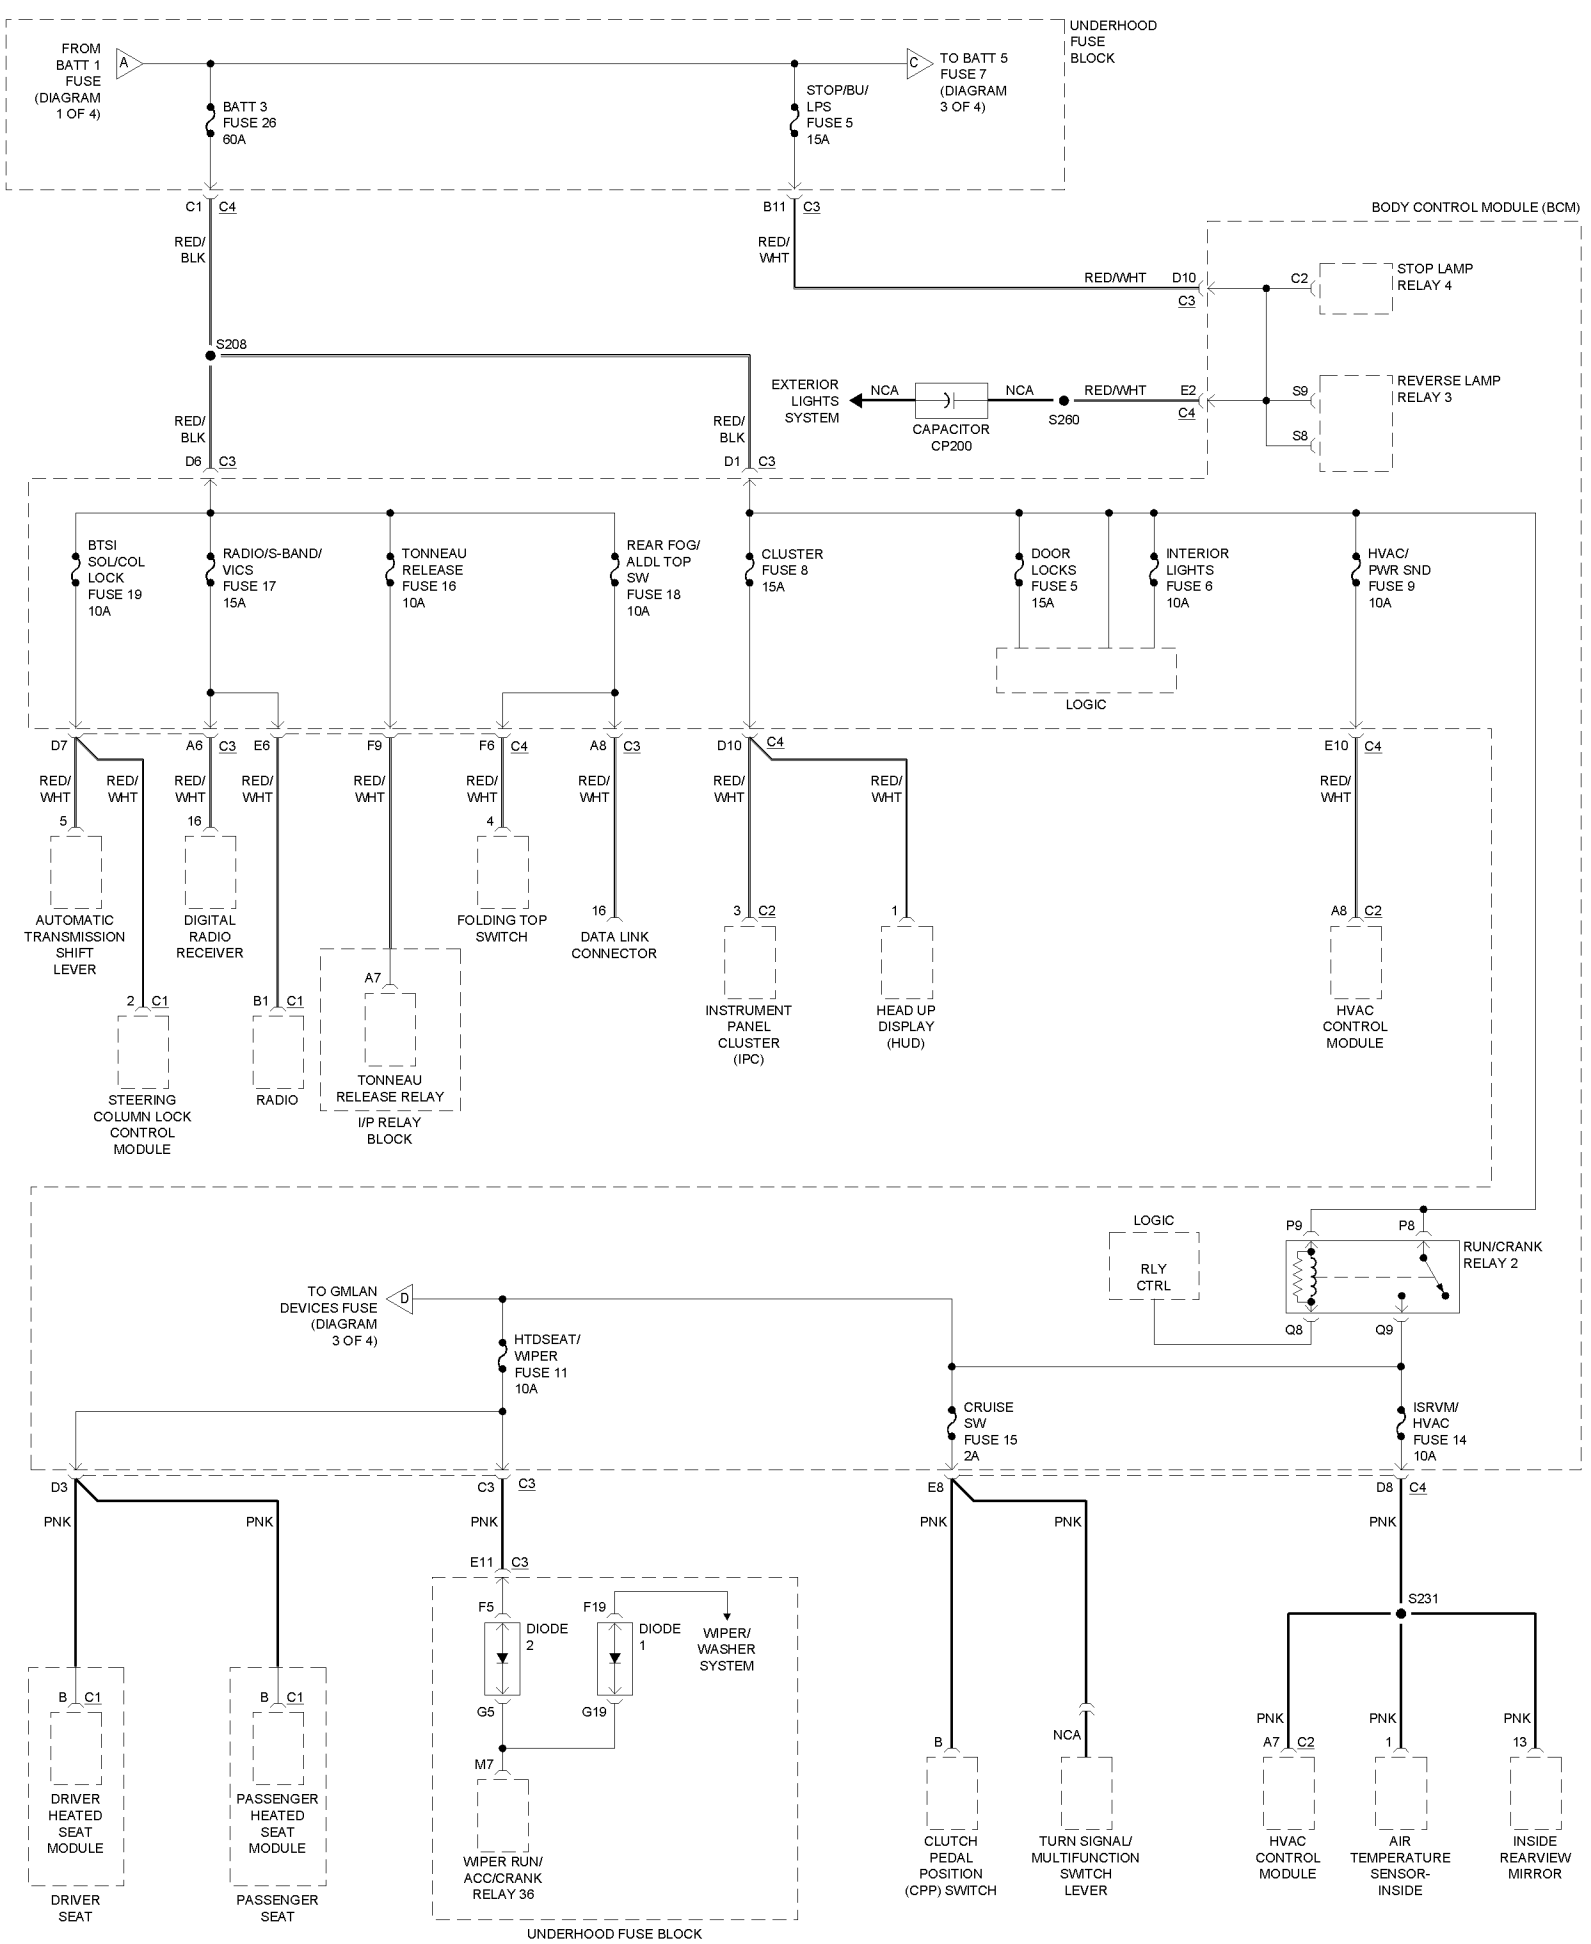 UNDERHOOD
FUSE
BLOCK
FROM
BATT 1
FUSE
(DIAGRAM
1 OF 4)
A
BATT 3
FUSE 26
60A
STOP/BU/
LPS
FUSE 5
15A
C
TO BATT 5
FUSE 7
(DIAGRAM
3 OF 4)
C1 C4
B11 C3
BODY CONTROL MODULE (BCM)
RED/
BLK
RED/
WHT
RED/WHT D10
C3
C2
STOP LAMP
RELAY 4
S208
EXTERIOR
LIGHTS
SYSTEM
NCA
CAPACITOR
CP200
NCA
S260
RED/WHT E2
C4
S9
S8
REVERSE LAMP
RELAY 3
RED/
BLK
D6 C3
RED/
BLK
D1 C3
BTSI
SOL/COL
LOCK
FUSE 19
10A
RADIO/S-BAND/
VICS
FUSE 17
15A
TONNEAU
RELEASE
FUSE 16
10A
REAR FOG/
ALDL TOP
SW
FUSE 18
10A
CLUSTER
FUSE 8
15A
DOOR
LOCKS
FUSE 5
15A
INTERIOR
LIGHTS
FUSE 6
10A
HVAC/
PWR SND
FUSE 9
10A
LOGIC
D7 A6 C3 E6 F9 F6 C4 A8 C3 D10 C4 E10 C4
RED/
WHT
RED/
WHT
RED/
WHT
RED/
WHT
RED/
WHT
RED/
WHT
RED/
WHT
RED/
WHT
RED/
WHT
RED/
WHT
5
AUTOMATIC
TRANSMISSION
SHIFT
LEVER
16
DIGITAL
RADIO
RECEIVER
4
FOLDING TOP
SWITCH
16
DATA LINK
CONNECTOR
3 C2
INSTRUMENT
PANEL
CLUSTER
(IPC)
1
HEAD UP
DISPLAY
(HUD)
A8 C2
HVAC
CONTROL
MODULE
2 C1
STEERING
COLUMN LOCK
CONTROL
MODULE
B1 C1
RADIO
A7
TONNEAU
RELEASE RELAY
I/P RELAY
BLOCK
LOGIC
RLY
CTRL
P9 P8
RUN/CRANK
RELAY 2
Q8 Q9
TO GMLAN
DEVICES FUSE
(DIAGRAM
3 OF 4)
D
HTDSEAT/
WIPER
FUSE 11
10A
CRUISE
SW
FUSE 15
2A
ISRVM/
HVAC
FUSE 14
10A
D3 C3 C3 E8 D8 C4
PNK PNK PNK PNK PNK PNK
E11 C3
F5
DIODE
2
F19
DIODE
1
WIPER/
WASHER
SYSTEM
G5 G19
M7
WIPER RUN/
ACC/CRANK
RELAY 36
UNDERHOOD FUSE BLOCK
B C1
DRIVER
HEATED
SEAT
MODULE
DRIVER
SEAT
B C1
PASSENGER
HEATED
SEAT
MODULE
PASSENGER
SEAT
B
CLUTCH
PEDAL
POSITION
(CPP) SWITCH
NCA
TURN SIGNAL/
MULTIFUNCTION
SWITCH
LEVER
S231
PNK PNK PNK
A7 C2
HVAC
CONTROL
MODULE
1
AIR
TEMPERATURE
SENSOR-
INSIDE
13
INSIDE
REARVIEW
MIRROR